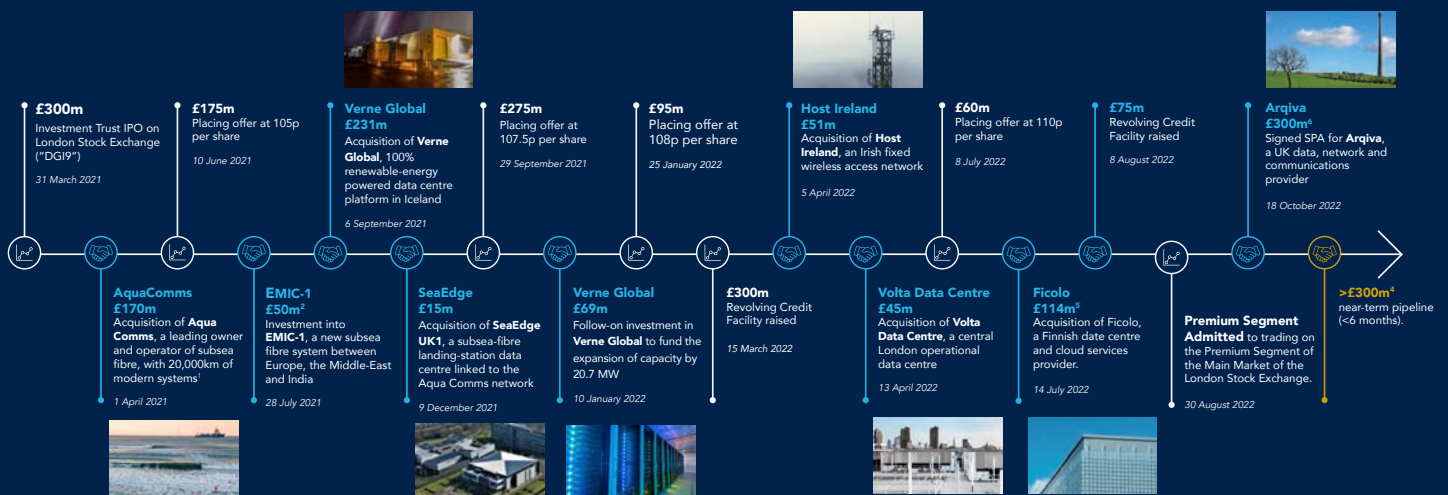 £300m
Investment Trust IPO on
London Stock Exchange
("DGI9")
31 March 2021
£175m
Placing offer at 105p
per share
10 June 2021
Verne Global
£231m
Acquisition of Verne
Global, 100%
renewable-energy
powered data centre
platform in Iceland
6 September 2021
£275m
Placing offer at
107.5p per share
29 September 2021
£95m
Placing offer at
108p per share
25 January 2022
Host Ireland
£51m
Acquisition of Host
Ireland, an Irish fixed
wireless access network
5 April 2022
£60m
Placing offer at 110p
per share
8 July 2022
£75m
Revolving Credit
Facility raised
8 August 2022
Arqiva
£300m⁶
Signed SPA for Arqiva,
a UK data, network and
communications
provider
18 October 2022
AquaComms
£170m
Acquisition of Aqua
Comms, a leading owner
and operator of subsea
fibre, with 20,000km of
modern systems¹
1 April 2021
EMIC-1
£50m²
Investment into
EMIC-1, a new subsea
fibre system between
Europe, the Middle-East
and India
28 July 2021
SeaEdge
£15m
Acquisition of SeaEdge
UK1, a subsea-fibre
landing-station data
centre linked to the
Aqua Comms network
9 December 2021
Verne Global
£69m
Follow-on investment in
Verne Global to fund the
expansion of capacity by
20.7 MW
10 January 2022
£300m
Revolving Credit
Facility raised
15 March 2022
Volta Data Centre
£45m
Acquisition of Volta
Data Centre, a central
London operational
data centre
13 April 2022
Ficolo
£114m⁵
Acquisition of Ficolo,
a Finnish date centre
and cloud services
provider.
14 July 2022
Premium Segment
Admitted to trading on
the Premium Segment of
the Main Market of the
London Stock Exchange.
30 August 2022
>£300m⁴
near-term pipeline
(<6 months).